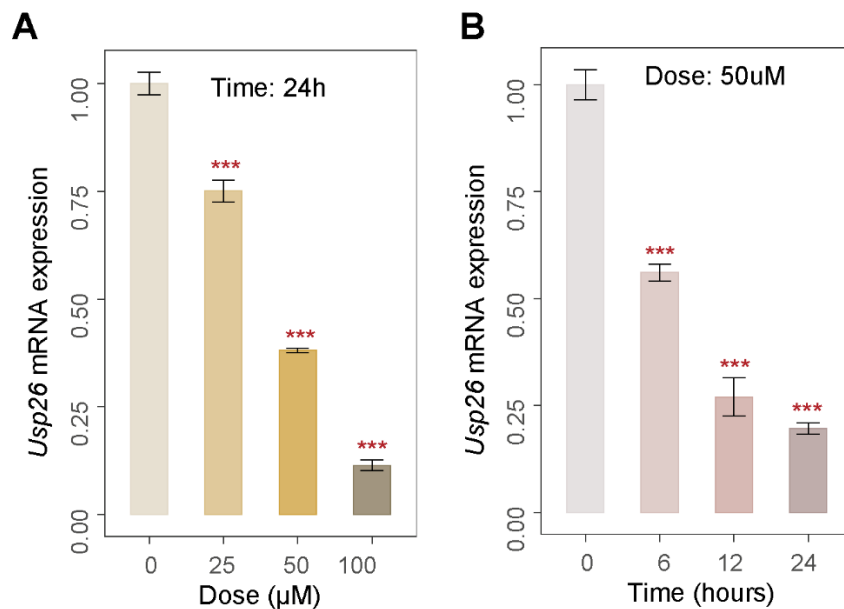 A
Time: 24h
Usp26 mRNA expression
1.00
0.75
0.50
0.25
0.00
***
***
***
0 25 50 100
Dose (µM)
B
Dose: 50uM
Usp26 mRNA expression
1.00
0.75
0.50
0.25
0.00
***
***
***
0 6 12 24
Time (hours)